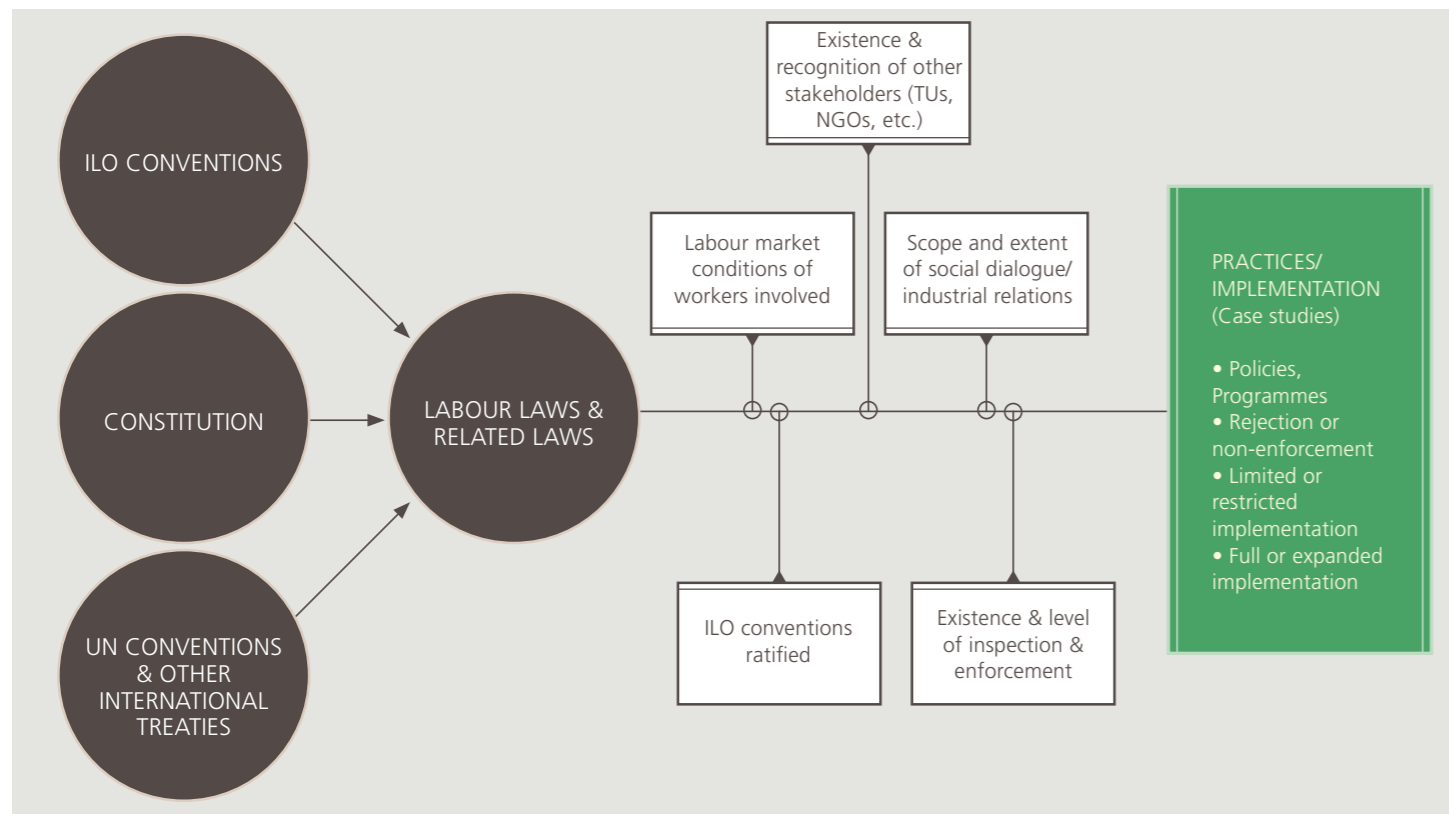 ILO CONVENTIONS
CONSTITUTION
UN CONVENTIONS
& OTHER
INTERNATIONAL
TREATIES
LABOUR LAWS &
RELATED LAWS
Existence &
recognition of other
stakeholders (TUs,
NGOs, etc.)
Labour market
conditions of
workers involved
Scope and extent
of social dialogue/
industrial relations
ILO conventions
ratified
Existence & level
of inspection &
enforcement
PRACTICES/
IMPLEMENTATION
(Case studies)
• Policies,
Programmes
• Rejection or
non-enforcement
• Limited or
restricted
implementation
• Full or expanded
implementation